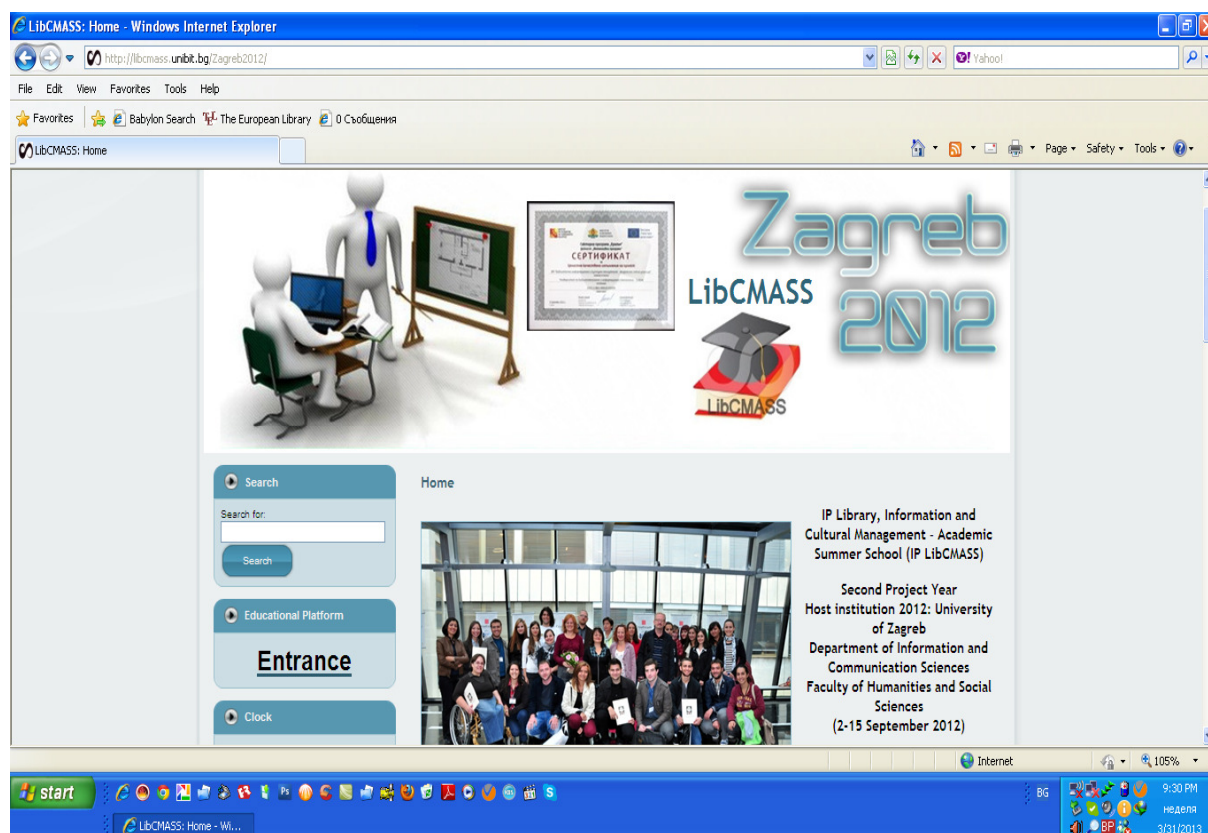 LibCMASS: Home - Windows Internet Explorer
http://libcmass.unibit.bg/Zagreb2012/
Yahoo!
File Edit View Favorites Tools Help
Favorites Babylon Search The European Library 0 Съобщения
LibCMASS: Home
Page Safety Tools
СЕРТИФИКАТ
Zagreb
2012
LibCMASS
LibCMASS
Search
Search for:
Search
Educational Platform
Entrance
Clock
Home
IP Library, Information and
Cultural Management - Academic
Summer School (IP LibCMASS)
Second Project Year
Host institution 2012: University
of Zagreb
Department of Information and
Communication Sciences
Faculty of Humanities and Social
Sciences
(2-15 September 2012)
Internet
105%
start
BG
9:30 PM
неделя
3/31/2013
LibCMASS: Home - Wi...